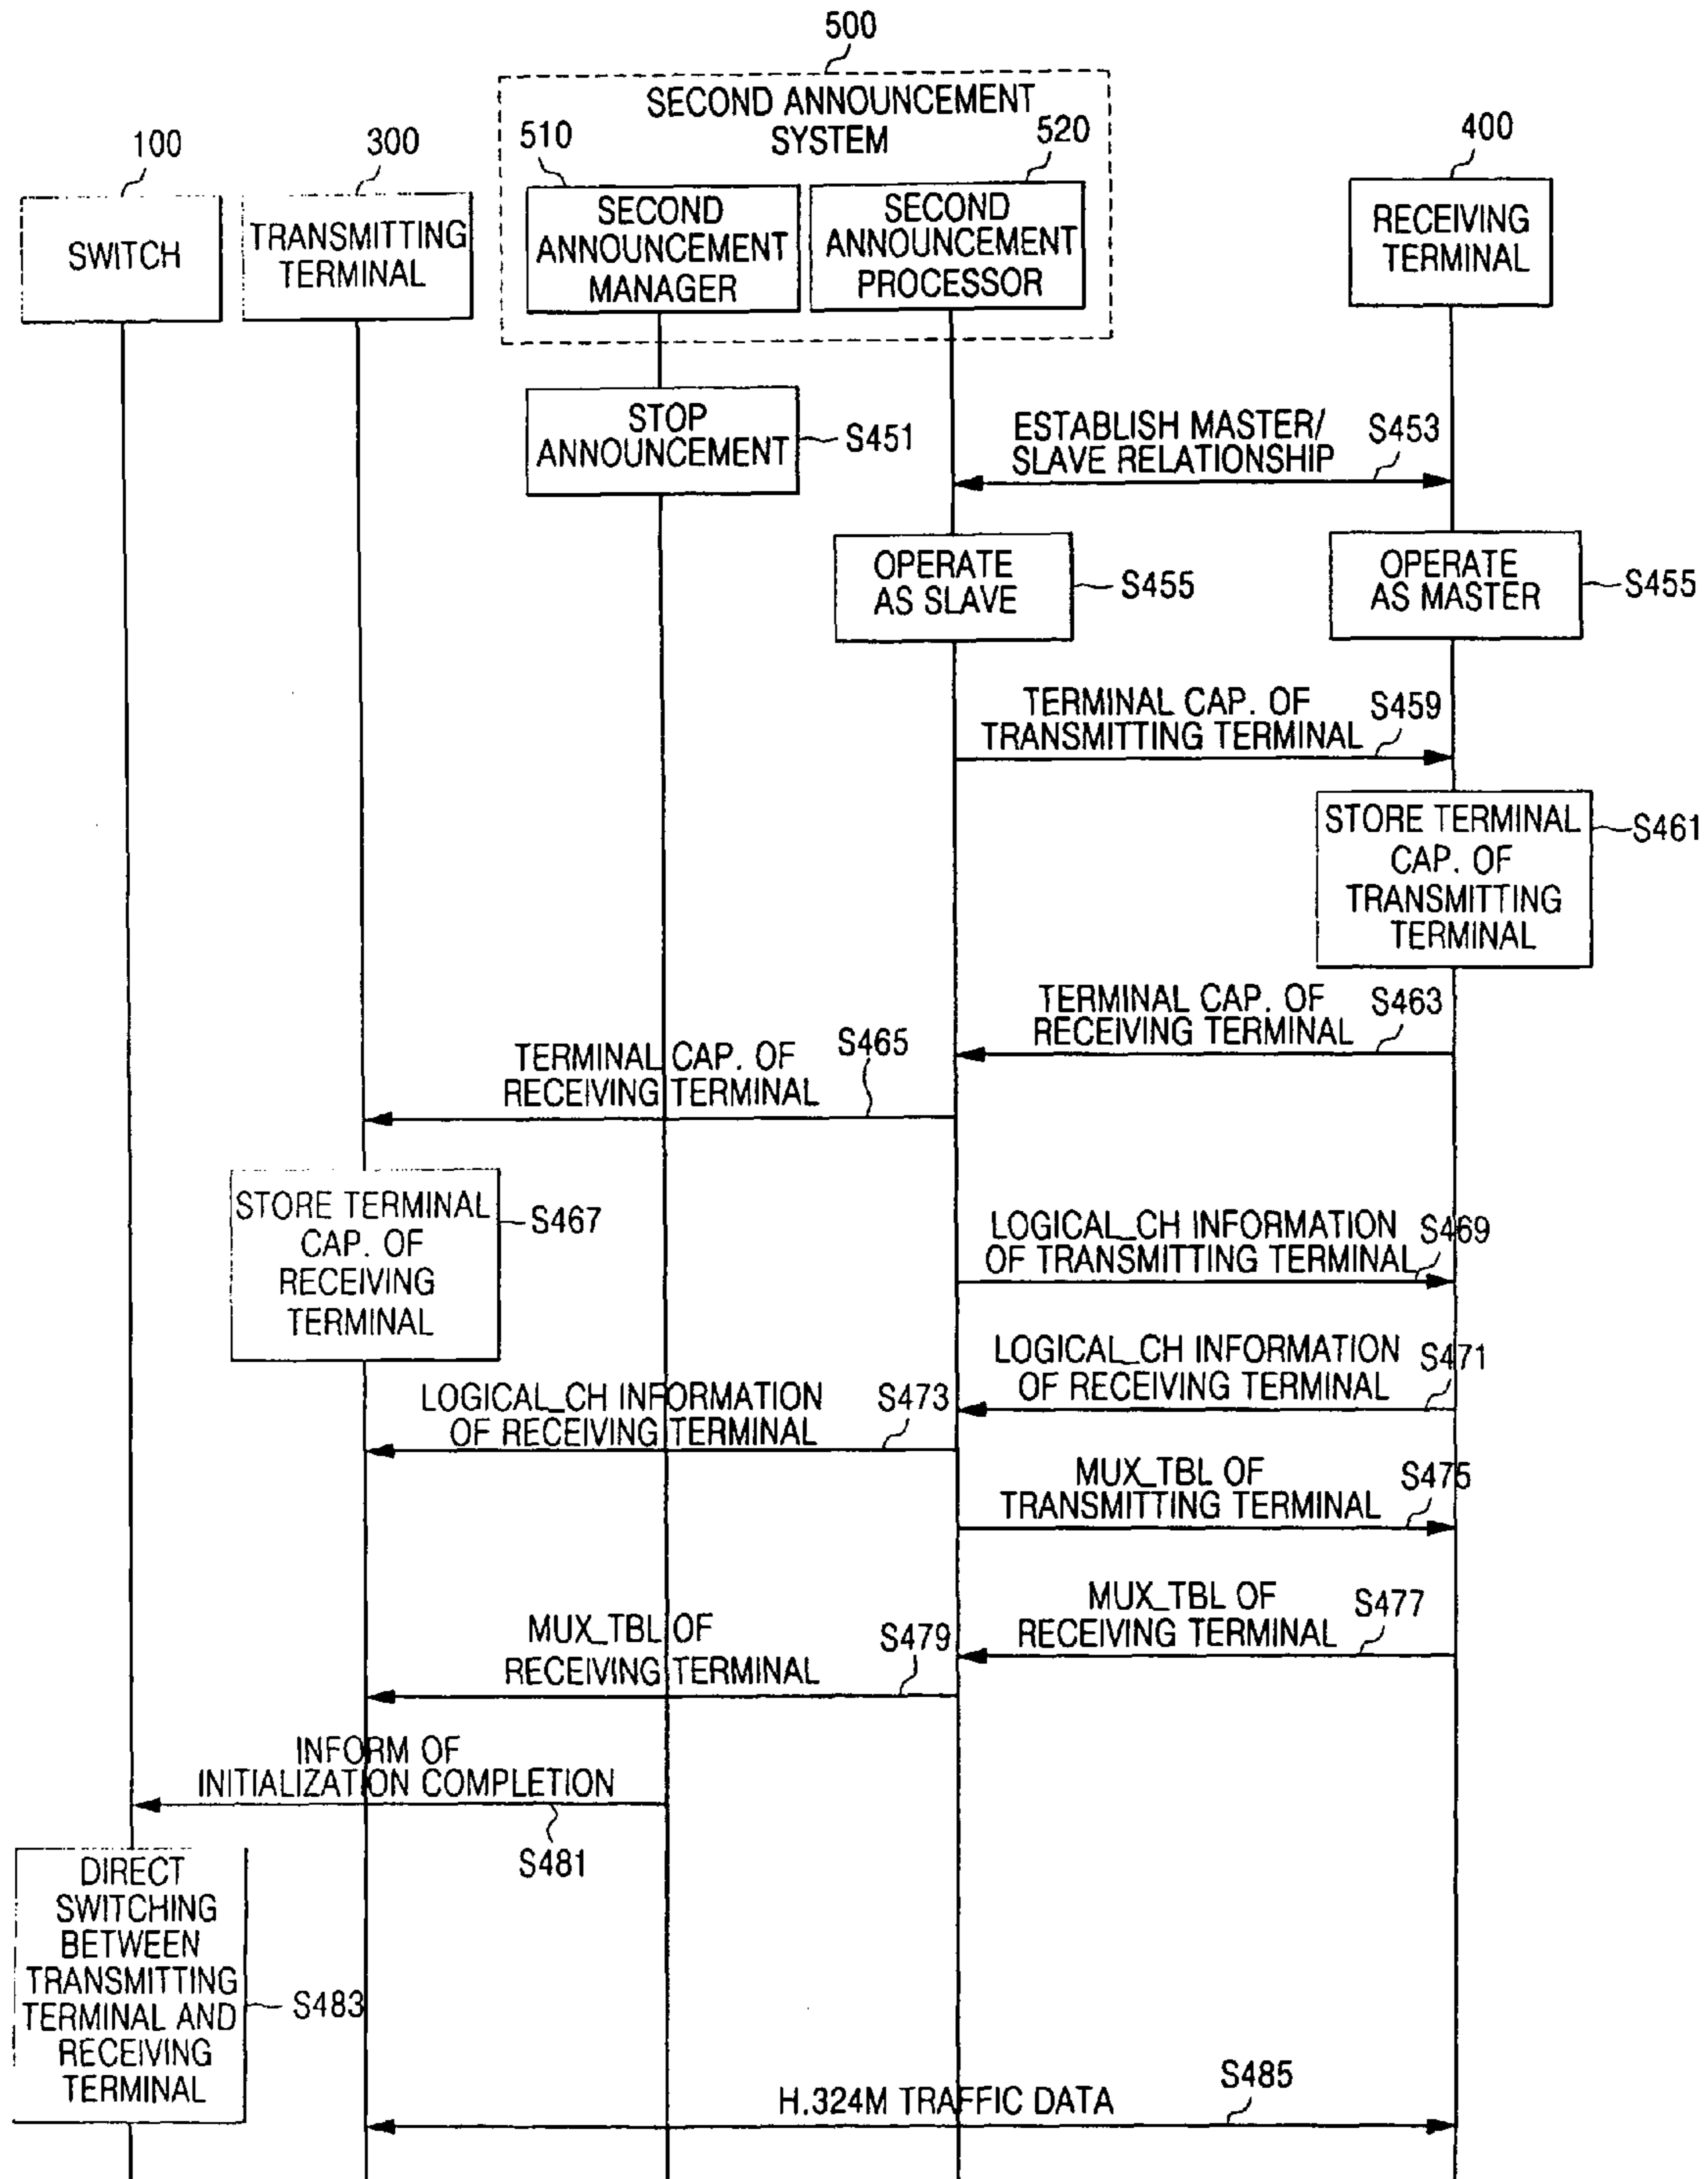 500
SECOND ANNOUNCEMENT
SYSTEM
100
300
510
520
400
SWITCH
TRANSMITTING
TERMINAL
SECOND
ANNOUNCEMENT
MANAGER
SECOND
ANNOUNCEMENT
PROCESSOR
RECEIVING
TERMINAL
STOP
ANNOUNCEMENT
S451
ESTABLISH MASTER/
SLAVE RELATIONSHIP
S453
OPERATE
AS SLAVE
S455
OPERATE
AS MASTER
S455
TERMINAL CAP. OF
TRANSMITTING TERMINAL
S459
STORE TERMINAL
CAP. OF
TRANSMITTING
TERMINAL
S461
TERMINAL CAP. OF
RECEIVING TERMINAL
S463
TERMINAL CAP. OF
RECEIVING TERMINAL
S465
STORE TERMINAL
CAP. OF
RECEIVING
TERMINAL
S467
LOGICAL_CH INFORMATION
OF TRANSMITTING TERMINAL
S469
LOGICAL_CH INFORMATION
OF RECEIVING TERMINAL
S471
LOGICAL_CH INFORMATION
OF RECEIVING TERMINAL
S473
MUX_TBL OF
TRANSMITTING TERMINAL
S475
MUX_TBL OF
RECEIVING TERMINAL
S477
MUX_TBL OF
RECEIVING TERMINAL
S479
INFORM OF
INITIALIZATION COMPLETION
S481
DIRECT
SWITCHING
BETWEEN
TRANSMITTING
TERMINAL AND
RECEIVING
TERMINAL
S483
H.324M TRAFFIC DATA
S485